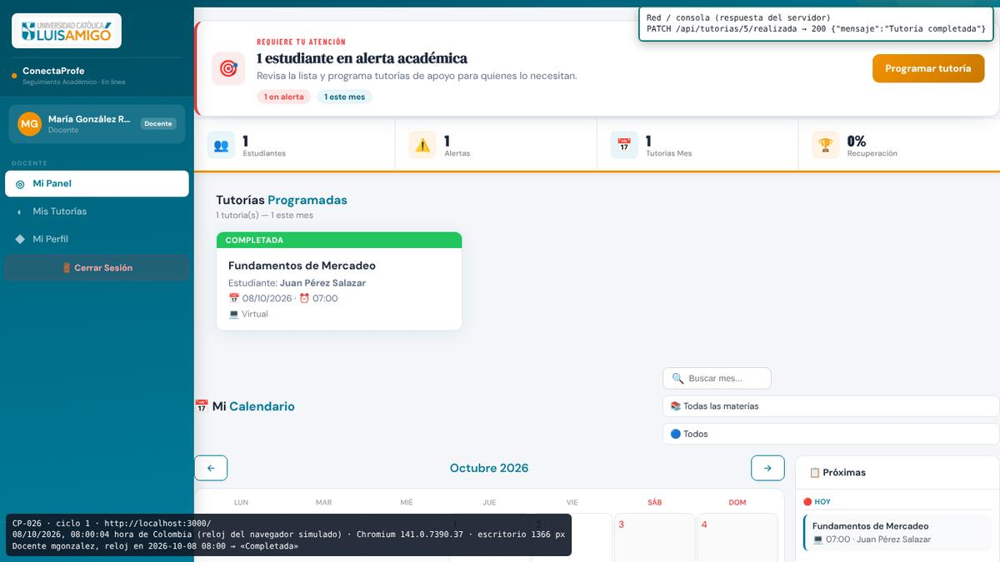 UNIVERSIDAD CATÓLICA
LUISAMIGÓ
ConectaProfe
Seguimiento Académico · En línea
MG
María González R...
Docente
Docente
DOCENTE
Mi Panel
Mis Tutorías
Mi Perfil
Cerrar Sesión
Red / consola (respuesta del servidor)
PATCH /api/tutorias/5/realizada → 200 {"mensaje":"Tutoría completada"}
REQUIERE TU ATENCIÓN
1 estudiante en alerta académica
Revisa la lista y programa tutorías de apoyo para quienes lo necesitan.
1 en alerta
1 este mes
Programar tutoría
1
Estudiantes
1
Alertas
1
Tutorías Mes
0%
Recuperación
Tutorías Programadas
1 tutoría(s) — 1 este mes
COMPLETADA
Fundamentos de Mercadeo
Estudiante: Juan Pérez Salazar
08/10/2026 · 07:00
Virtual
Buscar mes...
Mi Calendario
Todas las materias
Todos
←
Octubre 2026
→
LUN MAR MIÉ JUE VIE SÁB DOM
1 2 3 4
Próximas
HOY
Fundamentos de Mercadeo
07:00 · Juan Pérez Salazar
CP-026 · ciclo 1 · http://localhost:3000/
08/10/2026, 08:00:04 hora de Colombia (reloj del navegador simulado) · Chromium 141.0.7390.37 · escritorio 1366 px
Docente mgonzalez, reloj en 2026-10-08 08:00 → «Completada»